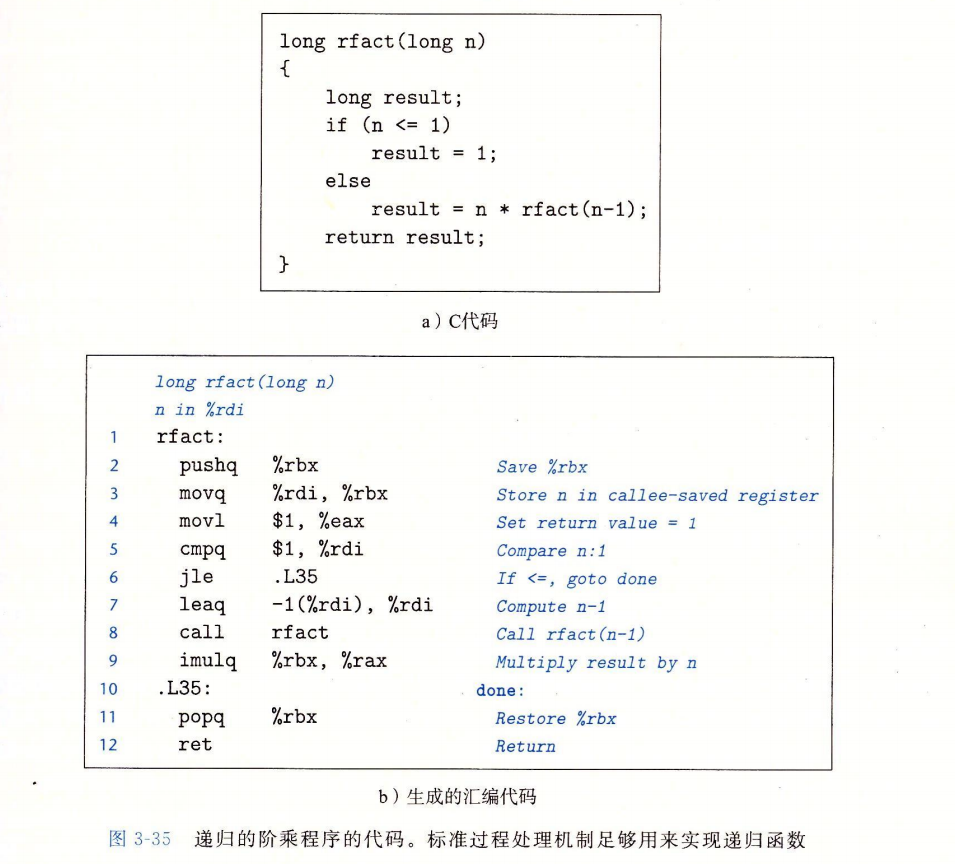 long rfact(long n)
{
    long result;
    if (n <= 1)
        result = 1;
    else
        result = n * rfact(n-1);
    return result;
}
a）C代码
long rfact(long n)
n in %rdi
1 rfact:
2 pushq %rbx Save %rbx
3 movq %rdi, %rbx Store n in callee-saved register
4 movl $1, %eax Set return value = 1
5 cmpq $1, %rdi Compare n:1
6 jle .L35 If <=, goto done
7 leaq -1(%rdi), %rdi Compute n-1
8 call rfact Call rfact(n-1)
9 imulq %rbx, %rax Multiply result by n
10 .L35: done:
11 popq %rbx Restore %rbx
12 ret Return
b）生成的汇编代码
图 3-35 递归的阶乘程序的代码。标准过程处理机制足够用来实现递归函数